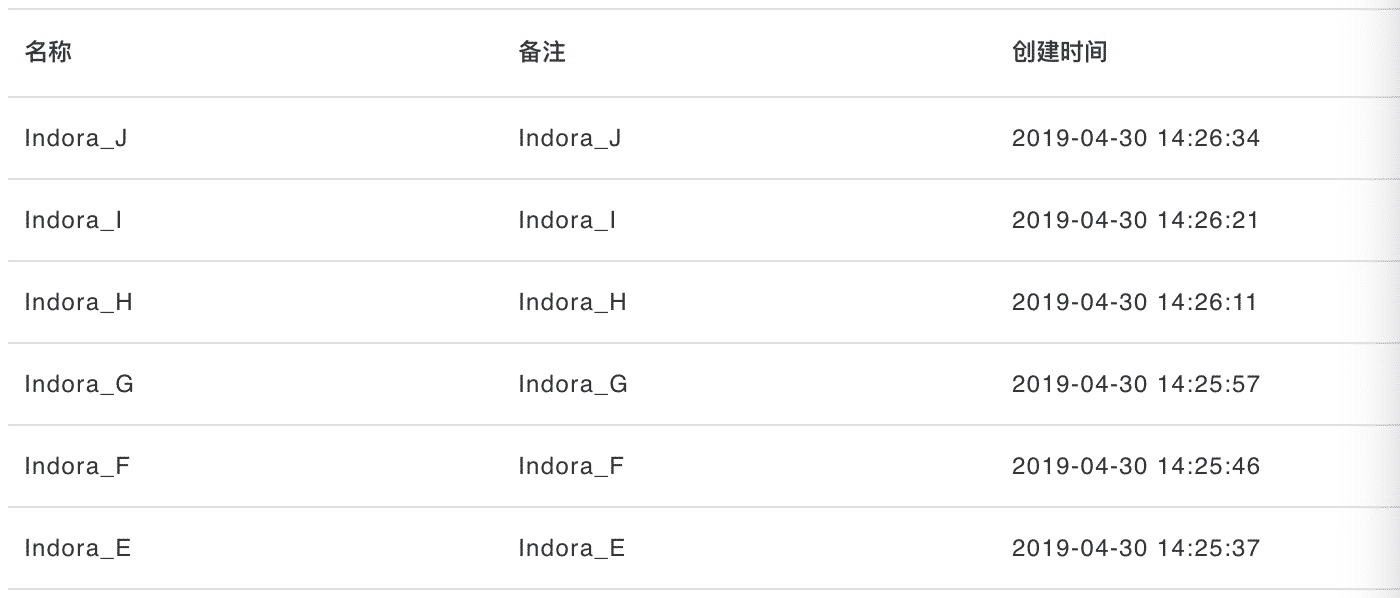 名称 备注 创建时间
Indora_J Indora_J 2019-04-30 14:26:34
Indora_I Indora_I 2019-04-30 14:26:21
Indora_H Indora_H 2019-04-30 14:26:11
Indora_G Indora_G 2019-04-30 14:25:57
Indora_F Indora_F 2019-04-30 14:25:46
Indora_E Indora_E 2019-04-30 14:25:37